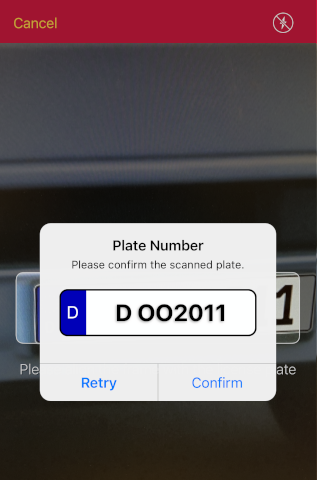 Cancel
Plate Number
Please confirm the scanned plate.
D
D OO2011
1
Ple
ate
Retry
Confirm